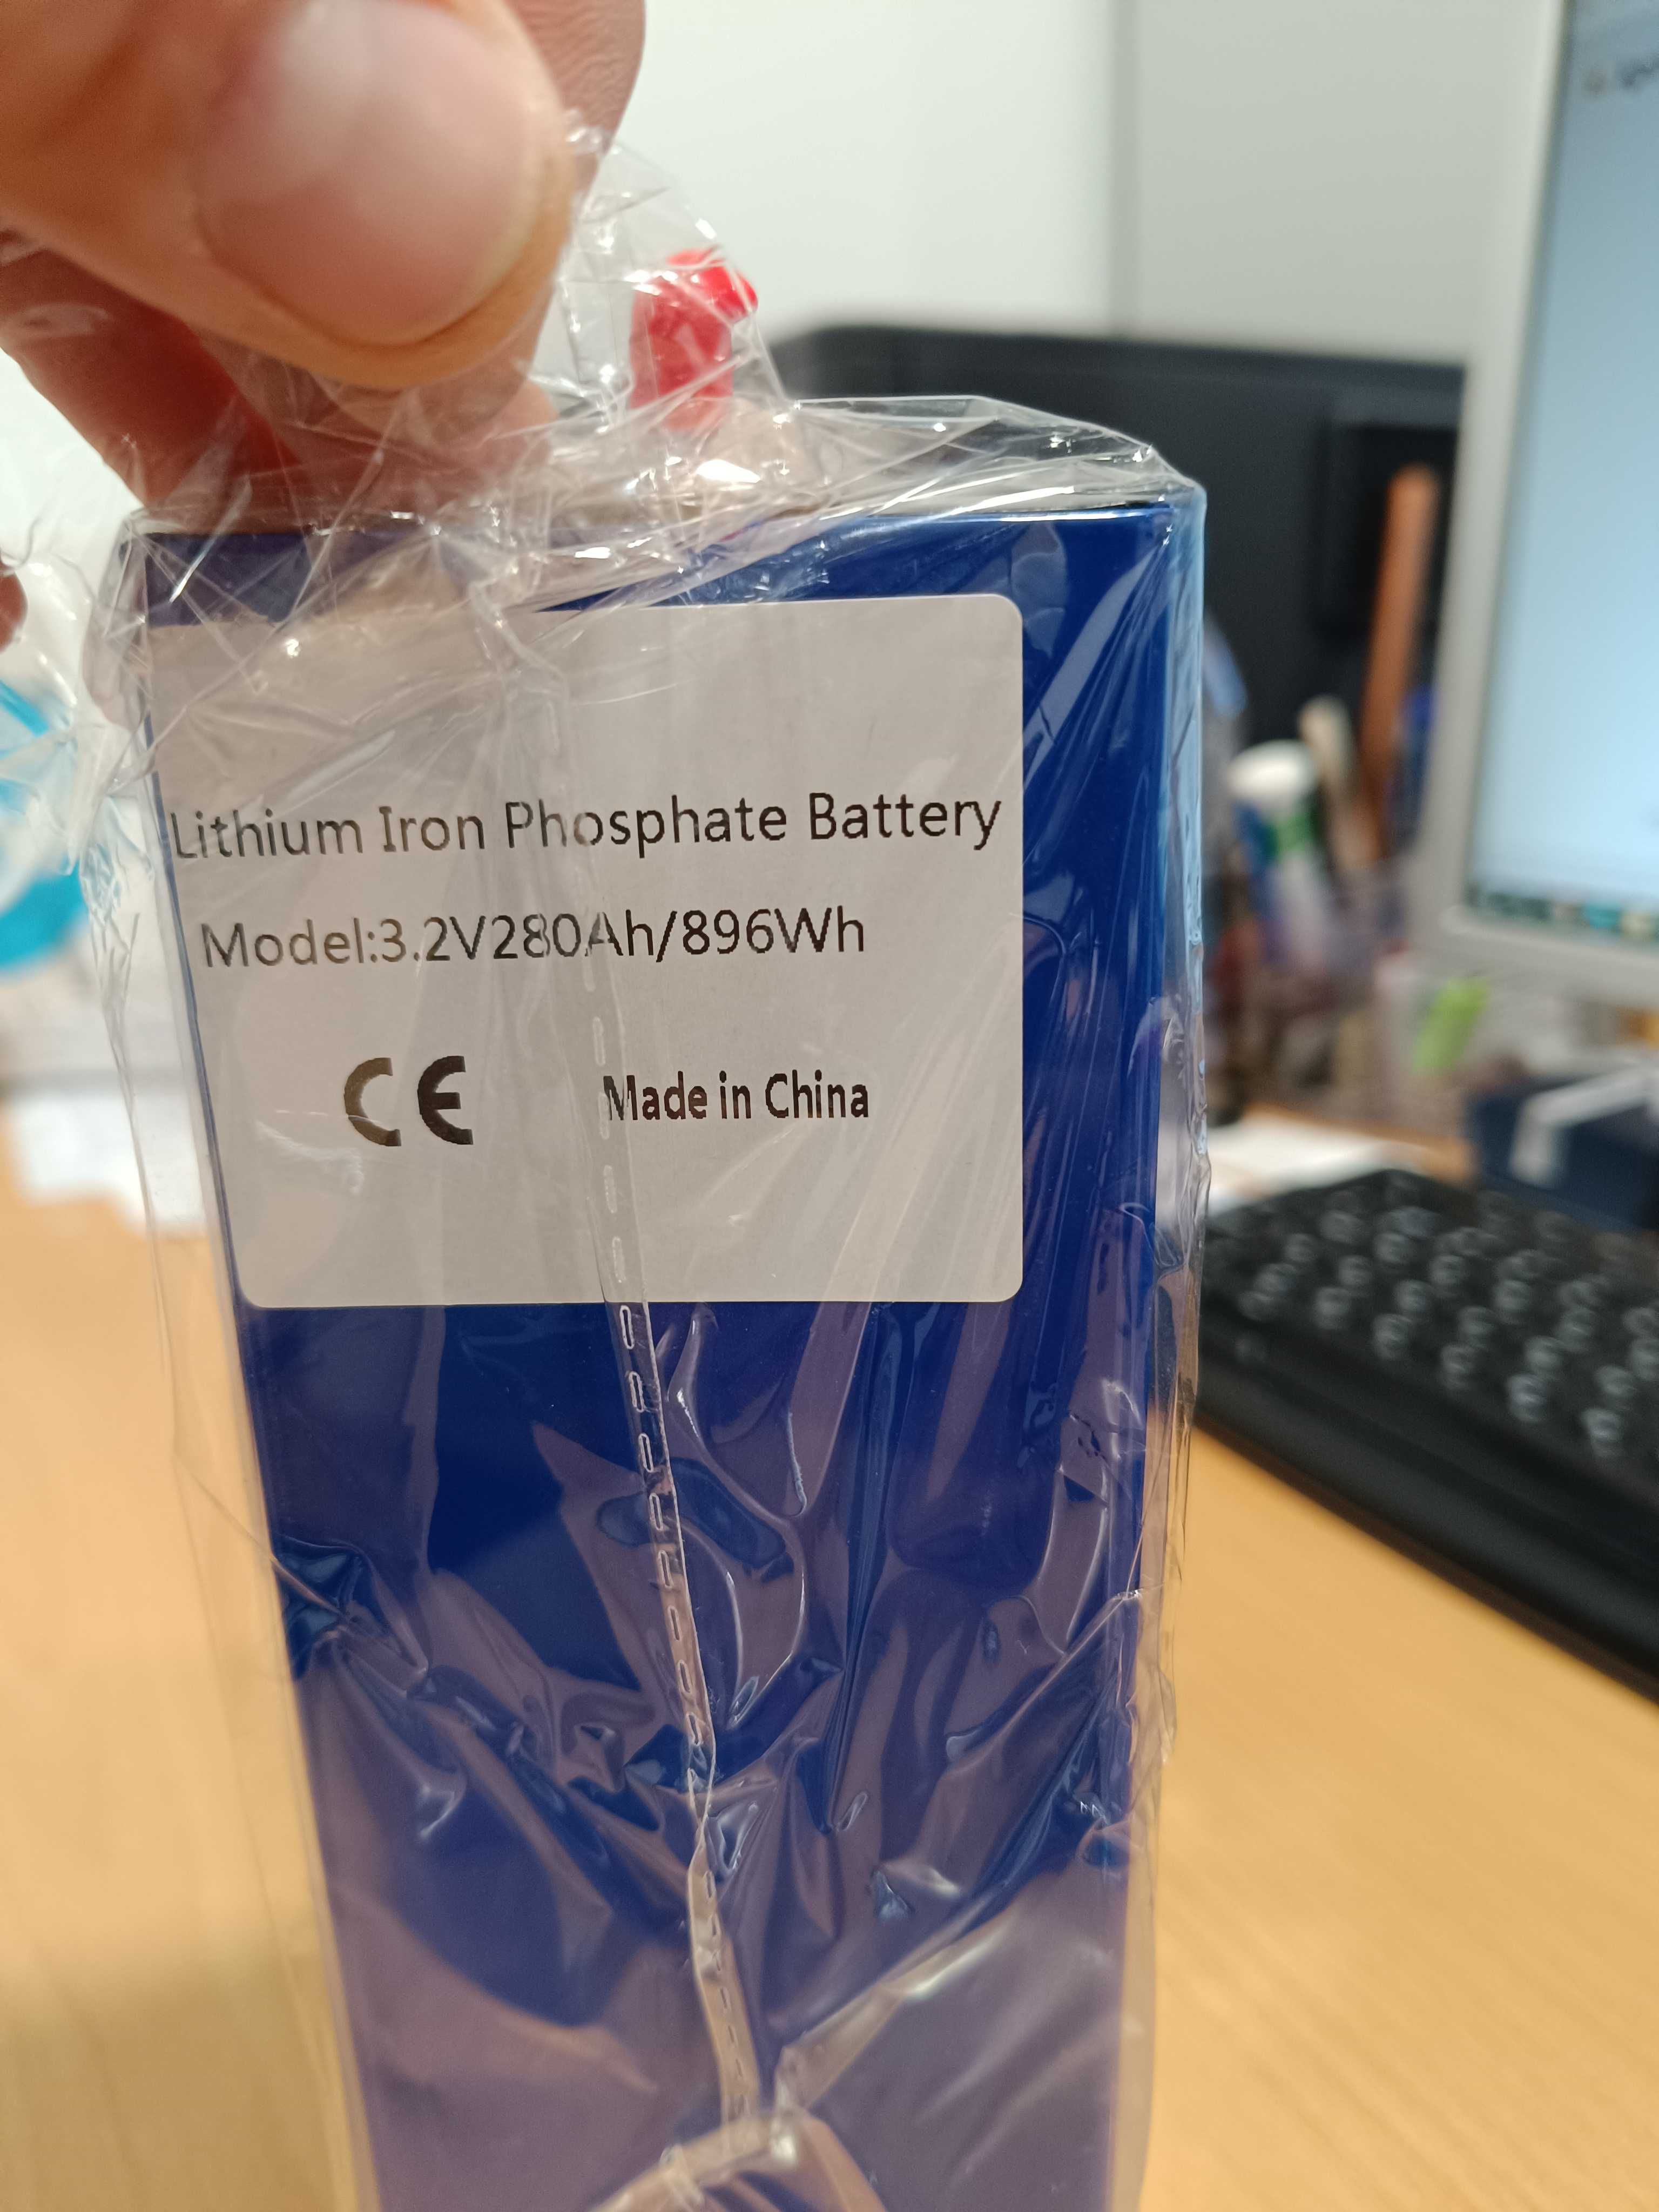 Lithium Iron Phosphate Battery
Model:3.2V280Ah/896Wh
CE Made in China